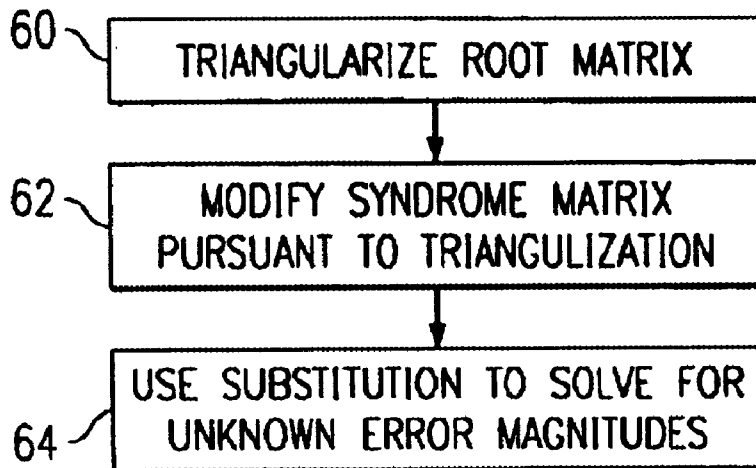 60
TRIANGULARIZE ROOT MATRIX
62
MODIFY SYNDROME MATRIX
PURSUANT TO TRIANGULIZATION
USE SUBSTITUTION TO SOLVE FOR
UNKNOWN ERROR MAGNITUDES
64